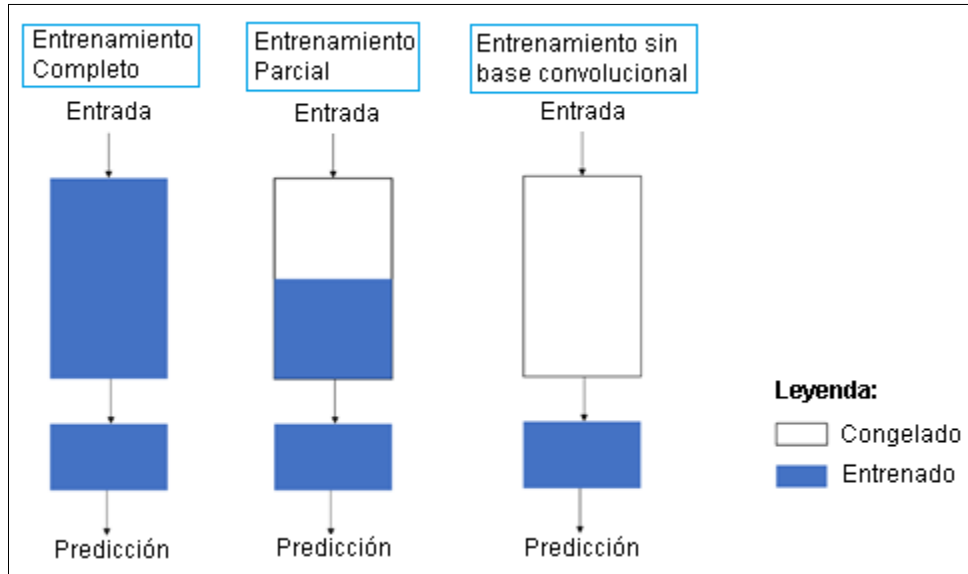 Entrenamiento
Completo
Entrenamiento
Parcial
Entrenamiento sin
base convolucional
Entrada
Entrada
Entrada
Leyenda:
Congelado
Entrenado
Predicción
Predicción
Predicción